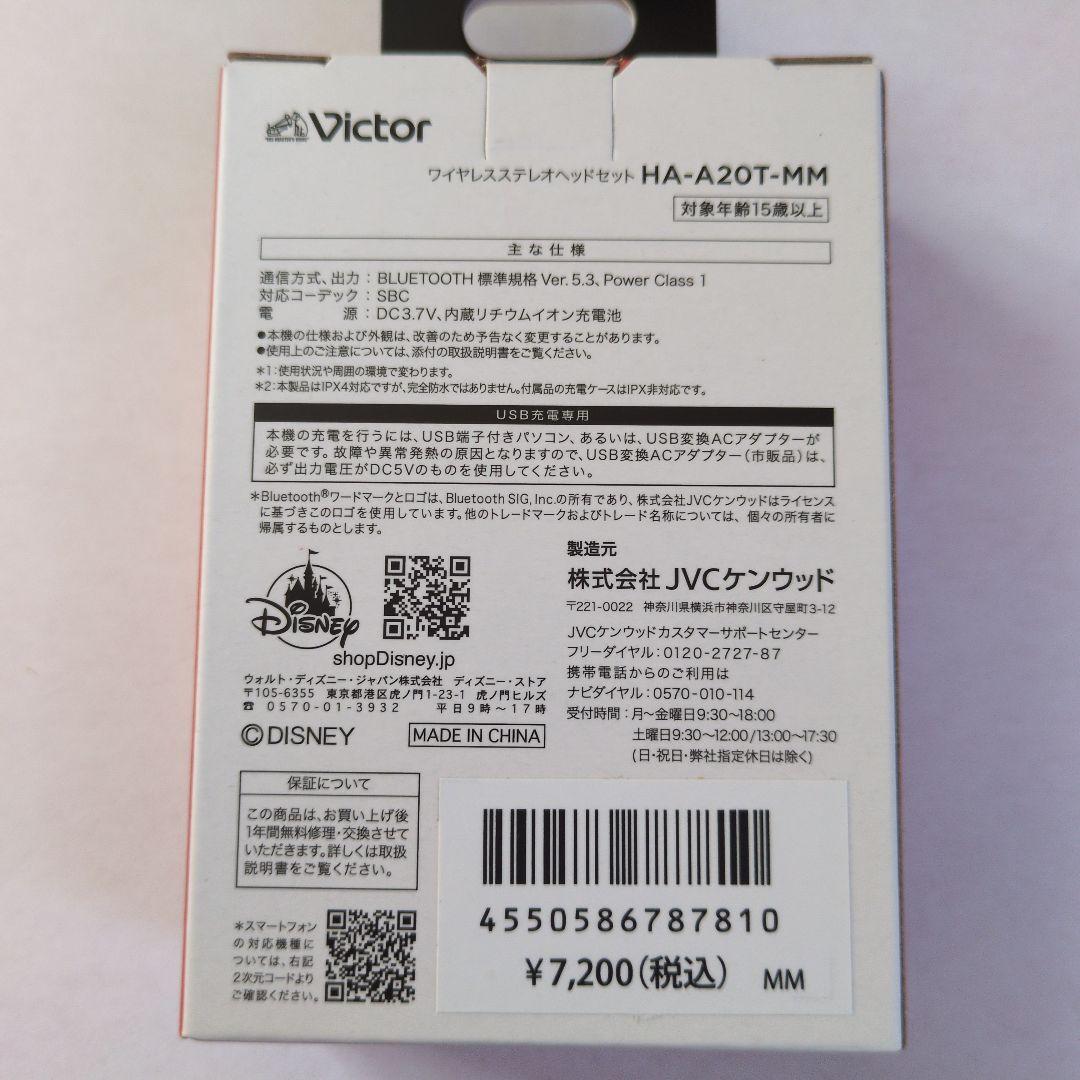 Victor
ワイヤレスステレオヘッドセット HA-A20T-MM
対象年齢15歳以上
主な仕様
通信方式、出力：BLUETOOTH 標準規格 Ver. 5.3、Power Class 1
対応コーデック：SBC
電　　　　源：DC3.7V、内蔵リチウムイオン充電池
●本機の仕様および外観は、改善のため予告なく変更することがあります。
●使用上のご注意については、添付の取扱説明書をご覧ください。
＊1：使用状況や周囲の環境で変わります。
＊2：本製品はIPX4対応ですが、完全防水ではありません。付属品の充電ケースはIPX非対応です。
USB充電専用
本機の充電を行うには、USB端子付きパソコン、あるいは、USB変換ACアダプターが
必要です。故障や異常発熱の原因となりますので、USB変換ACアダプター（市販品）は、
必ず出力電圧がDC5Vのものを使用してください。
＊Bluetooth®ワードマークとロゴは、Bluetooth SIG, Inc.の所有であり、株式会社JVCケンウッドはライセンス
に基づきこのロゴを使用しています。他のトレードマークおよびトレード名称については、個々の所有者に
帰属するものとします。
Disney
shopDisney.jp
ウォルト・ディズニー・ジャパン株式会社　ディズニー・ストア
〒105-6355　東京都港区虎ノ門1-23-1　虎ノ門ヒルズ
☎ 0570-01-3932　平日9時～17時
©DISNEY
MADE IN CHINA
製造元
株式会社 JVCケンウッド
〒221-0022　神奈川県横浜市神奈川区守屋町3-12
JVCケンウッドカスタマーサポートセンター
フリーダイヤル：0120-2727-87
携帯電話からのご利用は
ナビダイヤル：0570-010-114
受付時間：月～金曜日9:30～18:00
土曜日9:30～12:00/13:00～17:30
(日・祝日・弊社指定休日は除く)
保証について
この商品は、お買い上げ後
1年間無料修理・交換させて
いただきます。詳しくは取扱
説明書をご覧ください。
＊スマートフォン
の対応機種に
ついては、右記
2次元コードより
ご確認ください。
4550586787810
￥7,200（税込）　MM